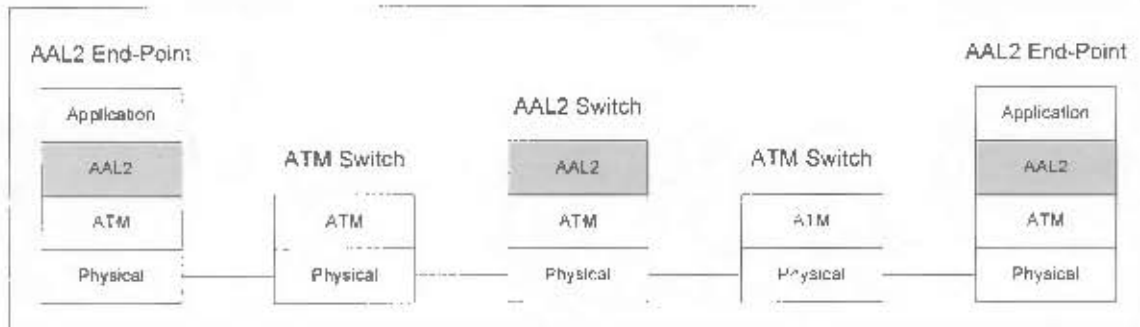 AAL2 End-Point
AAL2 End-Point
AAL2 Switch
ATM Switch
ATM Switch
Application
AAL2
ATM
Physical
ATM
Physical
AAL2
ATM
Physical
ATM
Physical
Application
AAL2
ATM
Physical